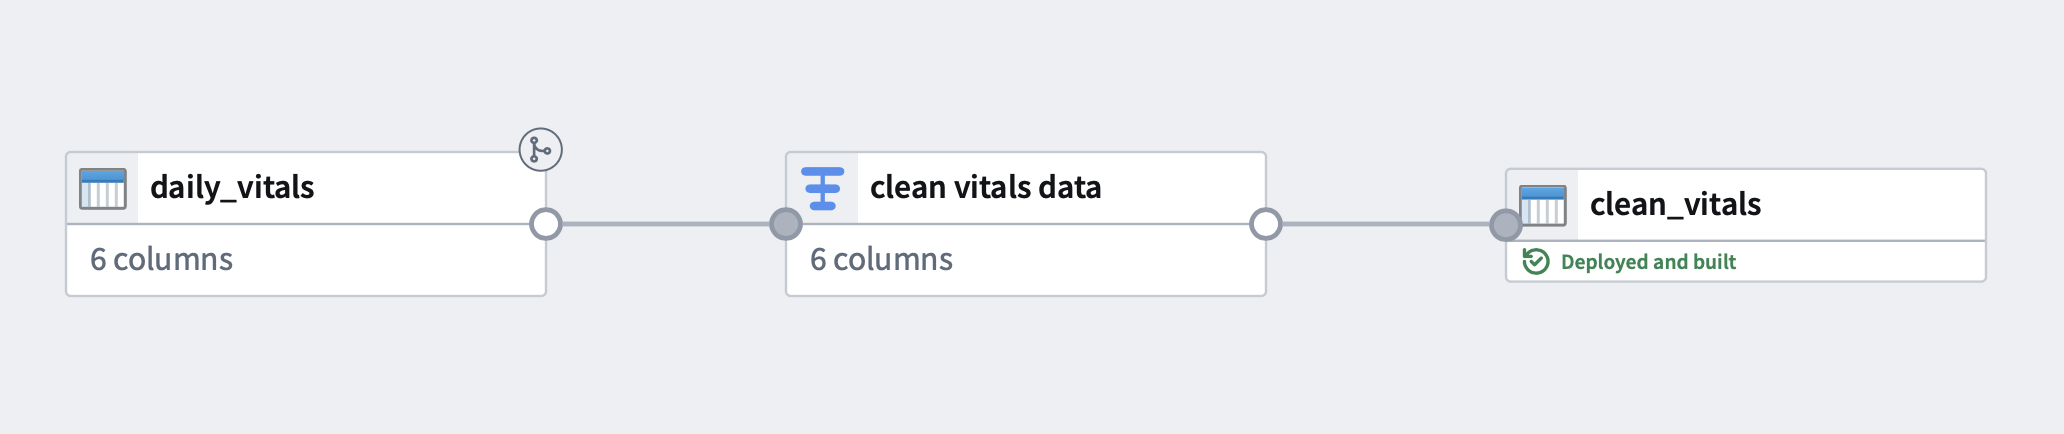 daily_vitals
6 columns
clean vitals data
6 columns
clean_vitals
Deployed and built